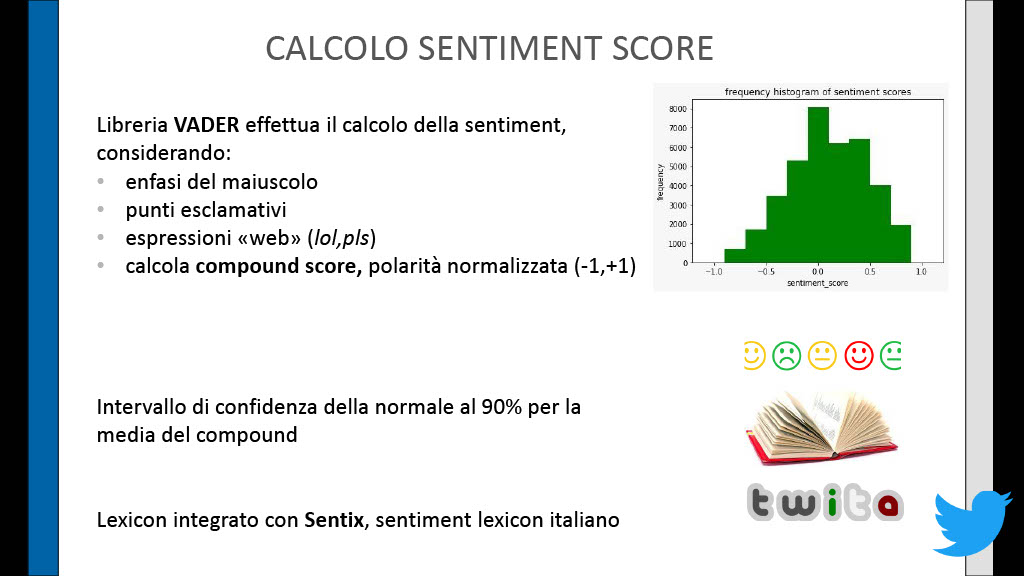 CALCOLO SENTIMENT SCORE
Libreria VADER effettua il calcolo della sentiment,
considerando:
• enfasi del maiuscolo
• punti esclamativi
• espressioni «web» (lol,pls)
• calcola compound score, polarità normalizzata (-1,+1)
frequency histogram of sentiment scores
frequency
8000
7000
6000
5000
4000
3000
2000
1000
0
−1.0 −0.5 0.0 0.5 1.0
sentiment_score
Intervallo di confidenza della normale al 90% per la
media del compound
twita
Lexicon integrato con Sentix, sentiment lexicon italiano